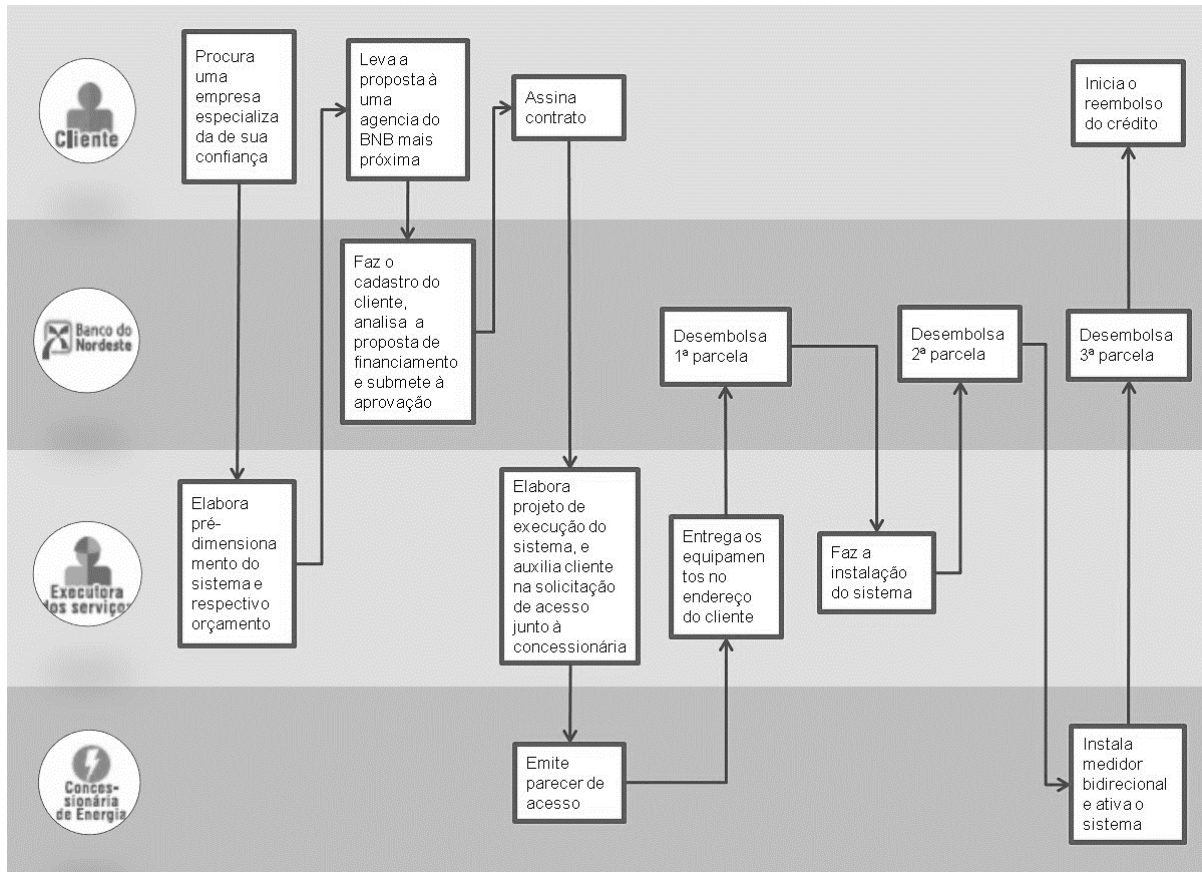 Cliente
Procura
uma
empresa
especializa
da de sua
confiança
Leva a
proposta à
uma
agencia do
BNB mais
próxima
Assina
contrato
Inicia o
reembolso
do crédito
Banco do
Nordeste
Faz o
cadastro do
cliente,
analisa a
proposta de
financiamento
e submete à
aprovação
Desembolsa
1ª parcela
Desembolsa
2ª parcela
Desembolsa
3ª parcela
Executora
dos serviços
Elabora
pré-
dimensiona
mento do
sistema e
respectivo
orçamento
Elabora
projeto de
execução do
sistema, e
auxilia cliente
na solicitação
de acesso
junto à
concessionária
Entrega os
equipamen
tos no
endereço
do cliente
Faz a
instalação
do sistema
Conces-
sionária
de Energia
Emite
parecer de
acesso
Instala
medidor
bidirecional
e ativa o
sistema